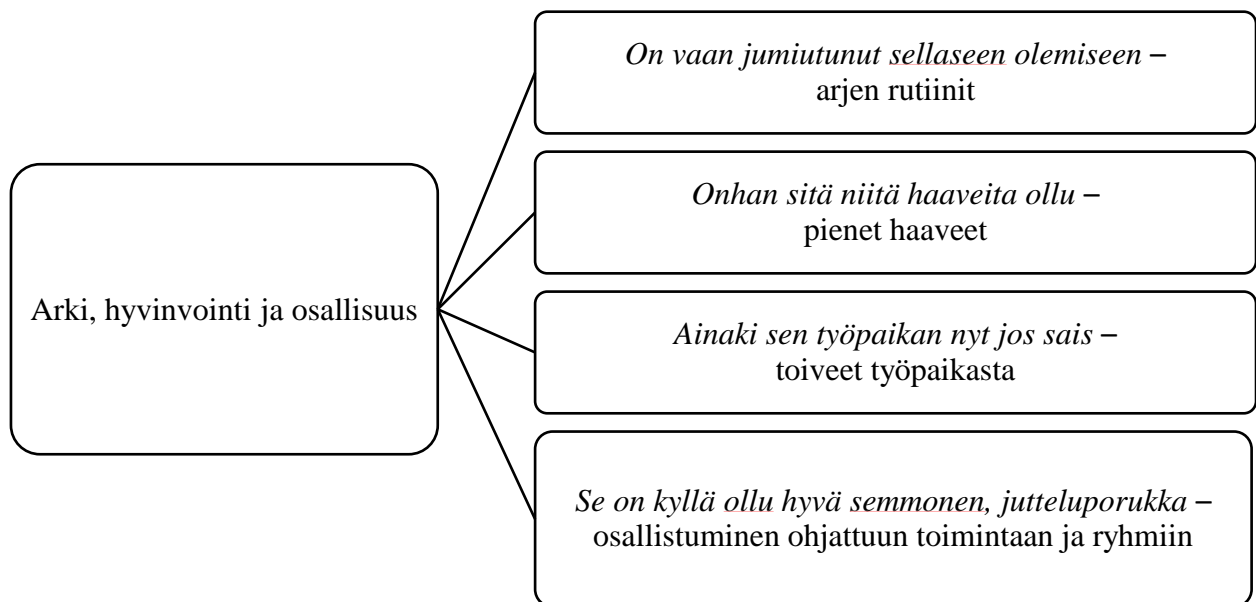 On vaan jumiutunut sellaseen olemiseen –
arjen rutiinit
Onhan sitä niitä haaveita ollu –
pienet haaveet
Arki, hyvinvointi ja osallisuus
Ainaki sen työpaikan nyt jos sais –
toiveet työpaikasta
Se on kyllä ollu hyvä semmonen, jutteluporukka –
osallistuminen ohjattuun toimintaan ja ryhmiin